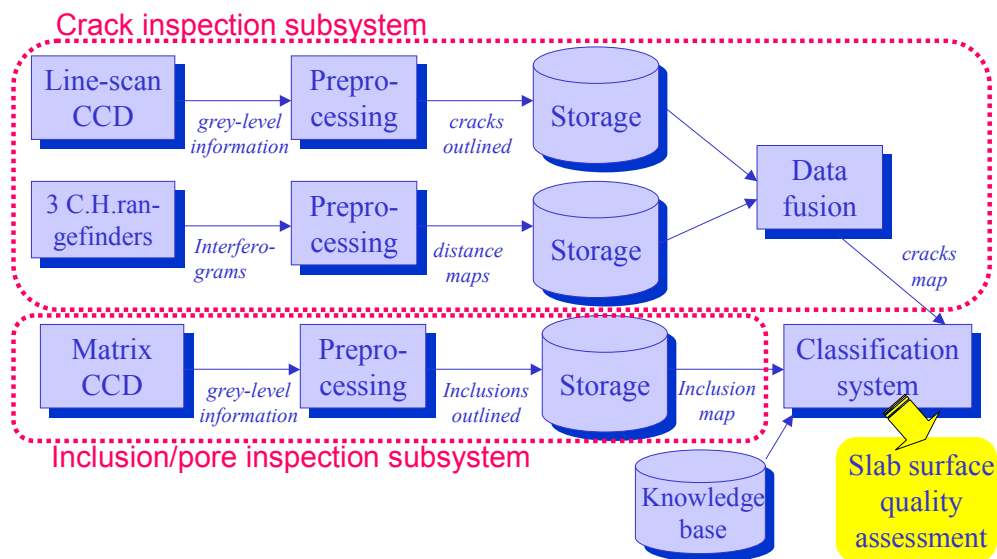 Crack inspection subsystem
Line-scan
CCD
grey-level
information
Prepro-
cessing
cracks
outlined
Storage
Data
fusion
3 C.H.ran-
gefinders
Interfero-
grams
Prepro-
cessing
distance
maps
Storage
cracks
map
Matrix
CCD
grey-level
information
Prepro-
cessing
Inclusions
outlined
Storage
Inclusion
map
Classification
system
Inclusion/pore inspection subsystem
Knowledge
base
Slab surface
quality
assessment